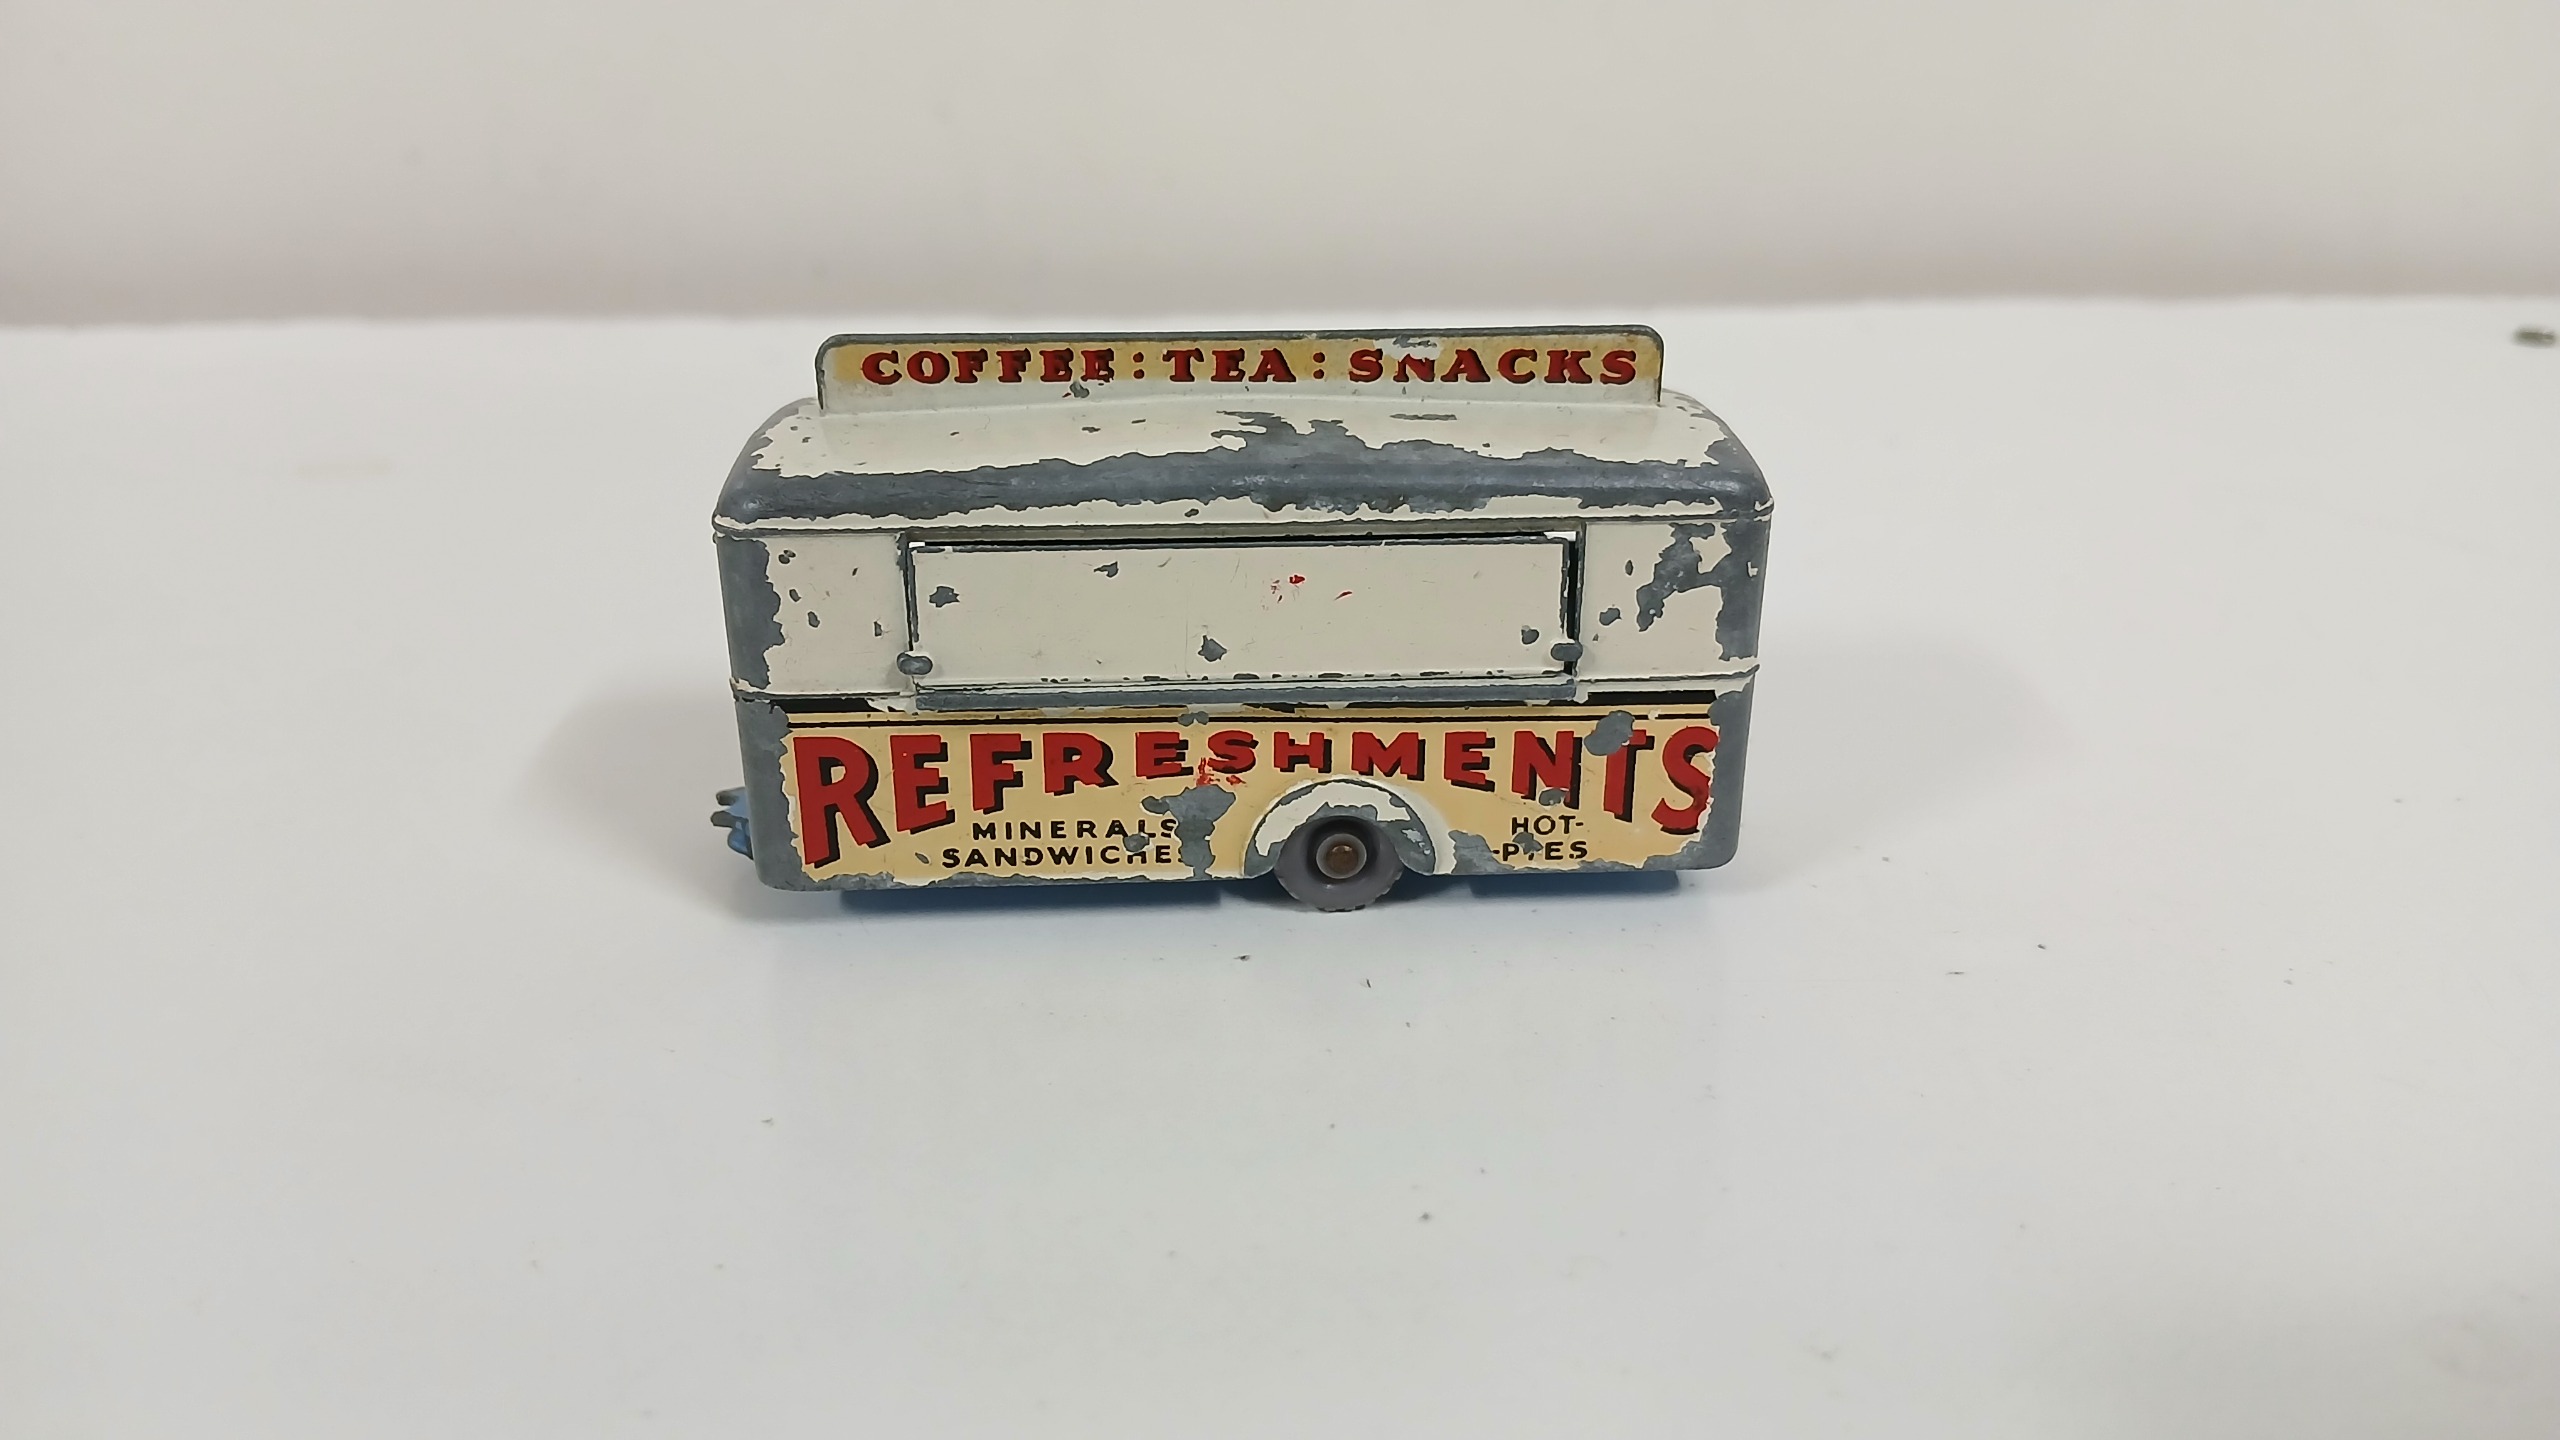 COFFEE : TEA : SNACKS
REFRESHMENTS
MINERALS
SANDWICHES
HOT-
-PIES